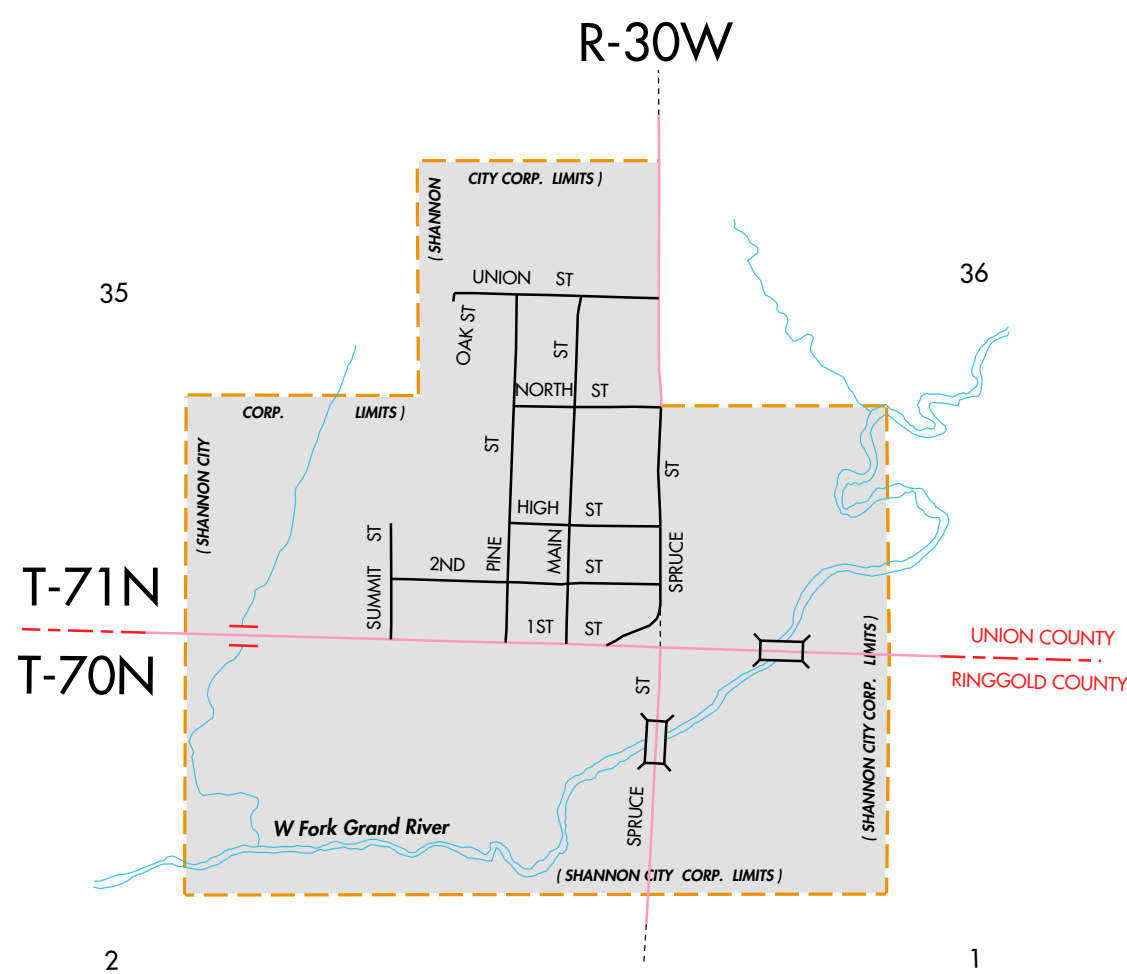 R-30W
CITY CORP. LIMITS )
( SHANNON
35
36
UNION ST
OAK ST
ST
NORTH ST
CORP. LIMITS )
( SHANNON CITY
ST
ST
HIGH ST
SUMMIT ST
2ND ST
PINE
MAIN
SPRUCE
T-71N
1ST ST
T-70N
UNION COUNTY
RINGGOLD COUNTY
( SHANNON CITY CORP. LIMITS )
SPRUCE ST
W Fork Grand River
( SHANNON CITY CORP. LIMITS )
2
1